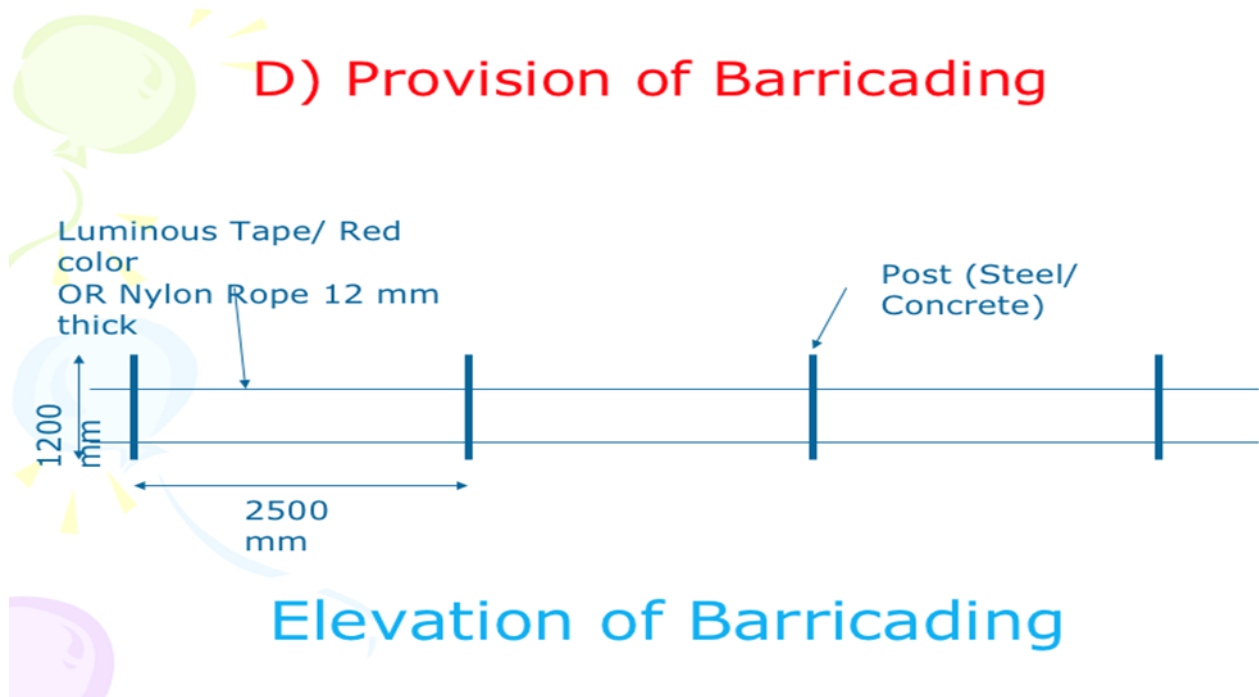 D) Provision of Barricading
Luminous Tape/ Red
color
OR Nylon Rope 12 mm
thick
Post (Steel/
Concrete)
1200
mm
2500
mm
Elevation of Barricading